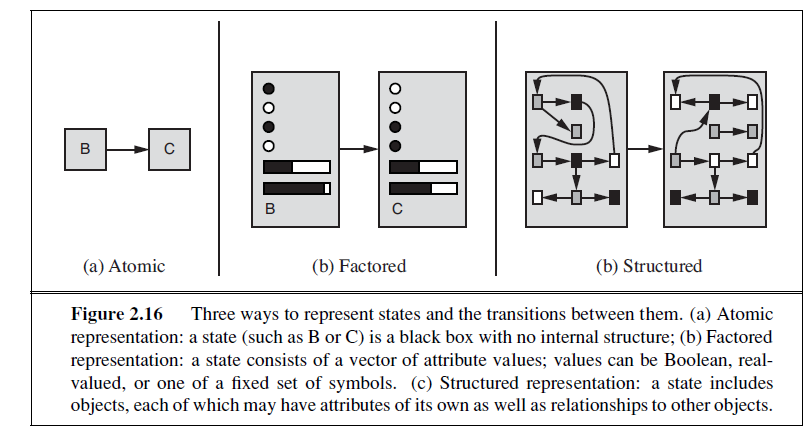 B
C
B
C
(a) Atomic
(b) Factored
(b) Structured
Figure 2.16 Three ways to represent states and the transitions between them. (a) Atomic
representation: a state (such as B or C) is a black box with no internal structure; (b) Factored
representation: a state consists of a vector of attribute values; values can be Boolean, real-
valued, or one of a fixed set of symbols. (c) Structured representation: a state includes
objects, each of which may have attributes of its own as well as relationships to other objects.